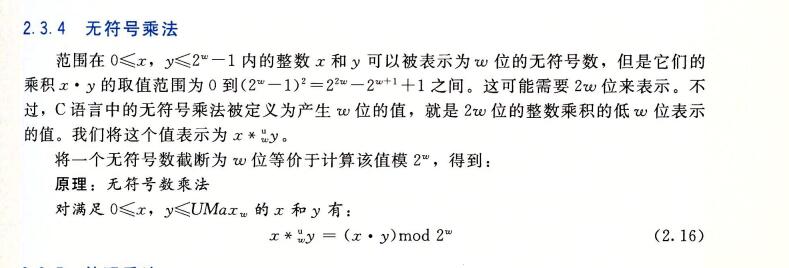 2.3.4 无符号乘法
范围在 0≤x，y≤2^w－1 内的整数 x 和 y 可以被表示为 w 位的无符号数，但是它们的
乘积 x·y 的取值范围为 0 到(2^w－1)^2＝2^2w－2^w+1＋1 之间。这可能需要 2w 位来表示。不
过，C 语言中的无符号乘法被定义为产生 w 位的值，就是 2w 位的整数乘积的低 w 位表示
的值。我们将这个值表示为 x *^u_w y。
将一个无符号数截断为 w 位等价于计算该值模 2^w，得到：
原理：无符号数乘法
对满足 0≤x，y≤UMax_w 的 x 和 y 有：
x *^u_w y = (x·y)mod 2^w (2.16)